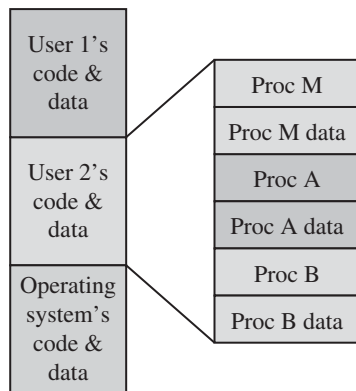 User 1’s
code &
data
User 2’s
code &
data
Operating
system’s
code &
data
Proc M
Proc M data
Proc A
Proc A data
Proc B
Proc B data